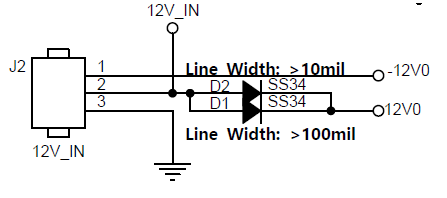 12V_IN
J2
1
Line Width: >10mil
-12V0
2
D2
SS34
3
D1
SS34
12V0
Line Width: >100mil
12V_IN